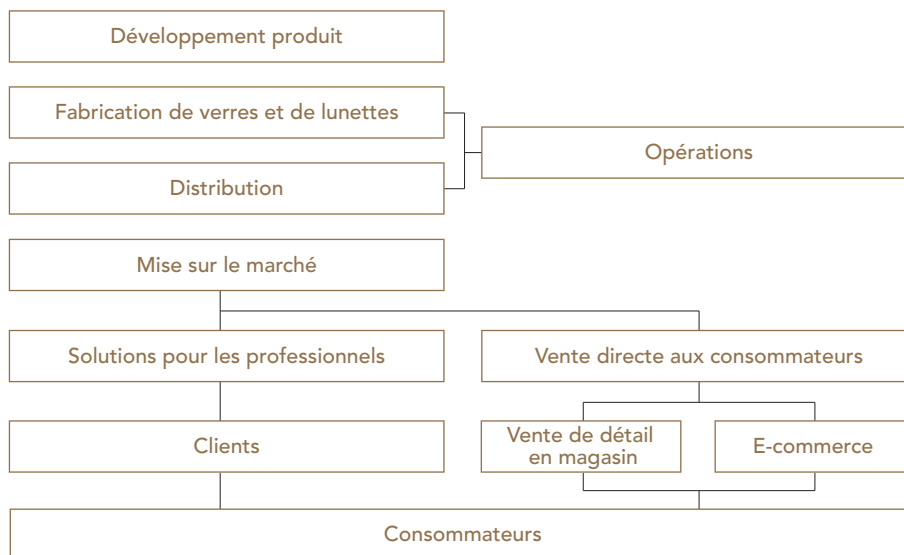 Développement produit
Fabrication de verres et de lunettes
Opérations
Distribution
Mise sur le marché
Solutions pour les professionnels
Vente directe aux consommateurs
Clients
Vente de détail
en magasin
E-commerce
Consommateurs